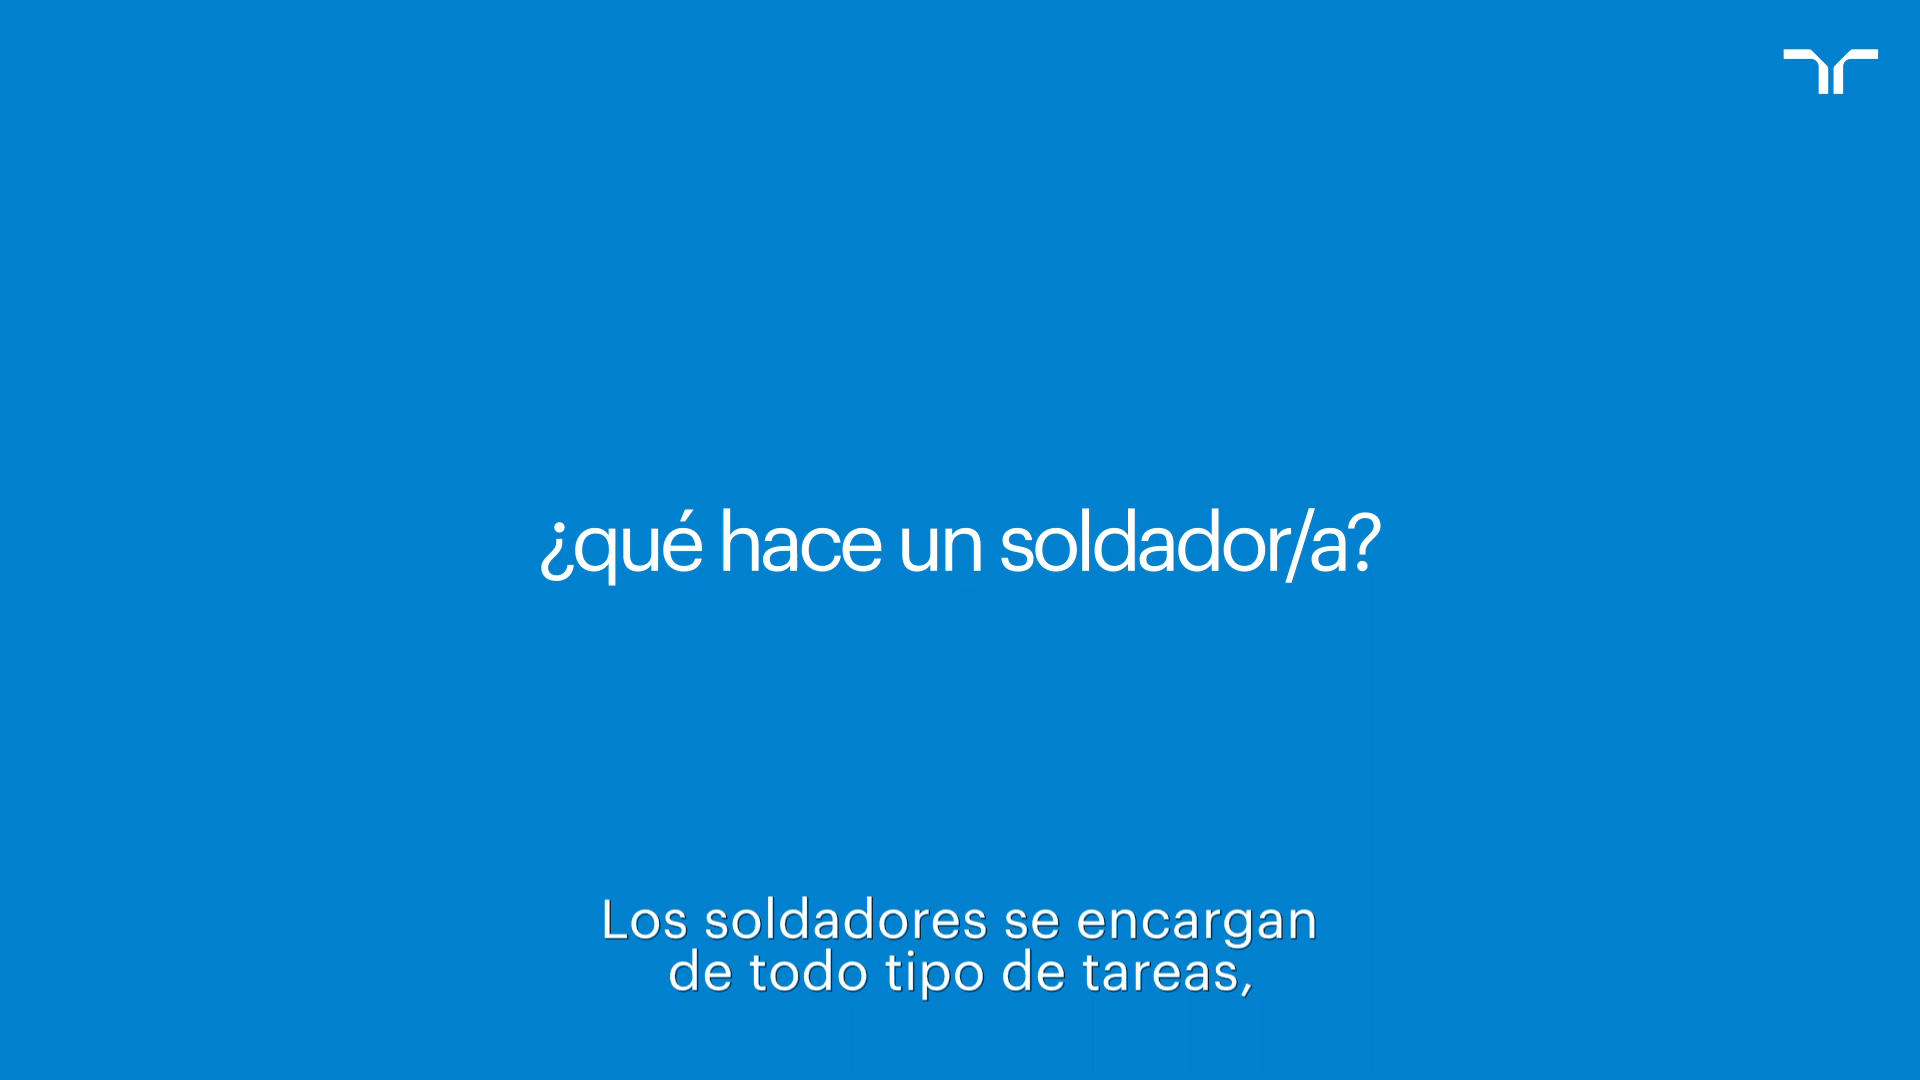 ¿qué hace un soldador/a?
Los soldadores se encargan
de todo tipo de tareas,